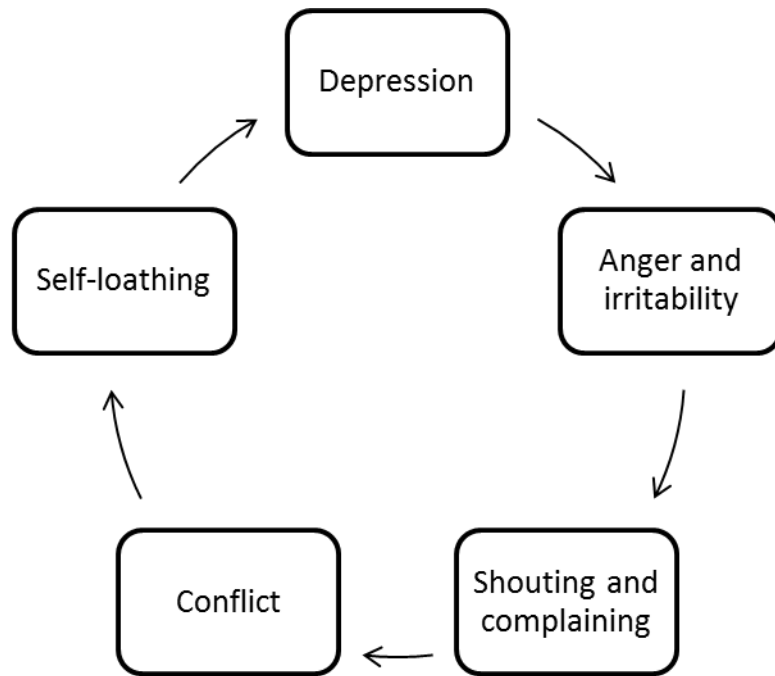 Depression
Anger and
irritability
Shouting and
complaining
Conflict
Self-loathing